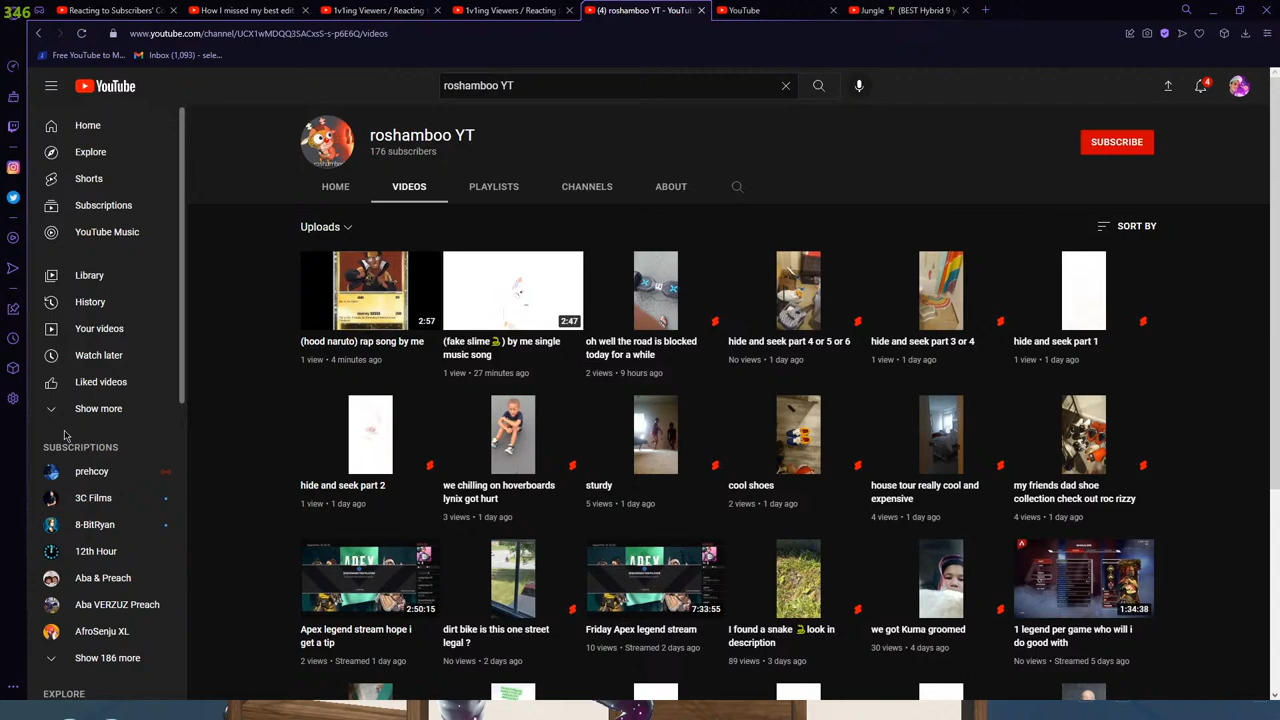 346
Reacting to Subscribers' Co
How I missed my best edit
1v1ing Viewers / Reacting t
1v1ing Viewers / Reacting t
(4) roshamboo YT - YouTub
YouTube
Jungle 🌴 (BEST Hybrid 9 y
www.youtube.com/channel/UCX1wMDQQ3SACxsS-s-p6E6Q/videos
Free YouTube to M...
Inbox (1,093) - sele...
YouTube
roshamboo YT
4
Home
Explore
Shorts
Subscriptions
YouTube Music
Library
History
Your videos
Watch later
Liked videos
Show more
SUBSCRIPTIONS
prehcoy
3C Films
8-BitRyan
12th Hour
Aba & Preach
Aba VERZUZ Preach
AfroSenju XL
Show 186 more
EXPLORE
roshamboo YT
176 subscribers
SUBSCRIBE
HOME
VIDEOS
PLAYLISTS
CHANNELS
ABOUT
Uploads
SORT BY
2:57
(hood naruto) rap song by me
1 view • 4 minutes ago
2:47
(fake slime🐍) by me single
music song
1 view • 27 minutes ago
oh well the road is blocked
today for a while
2 views • 9 hours ago
hide and seek part 4 or 5 or 6
No views • 1 day ago
hide and seek part 3 or 4
1 view • 1 day ago
hide and seek part 1
1 view • 1 day ago
hide and seek part 2
1 view • 1 day ago
we chilling on hoverboards
lynix got hurt
3 views • 1 day ago
sturdy
5 views • 1 day ago
cool shoes
2 views • 1 day ago
house tour really cool and
expensive
4 views • 1 day ago
my friends dad shoe
collection check out roc rizzy
4 views • 1 day ago
APEX
2:50:15
Apex legend stream hope i
get a tip
2 views • Streamed 1 day ago
dirt bike is this one street
legal ?
No views • 2 days ago
APEX
7:33:55
Friday Apex legend stream
10 views • Streamed 2 days ago
I found a snake 🐍look in
description
89 views • 3 days ago
we got Kuma groomed
30 views • 4 days ago
1:34:38
1 legend per game who will i
do good with
No views • Streamed 5 days ago